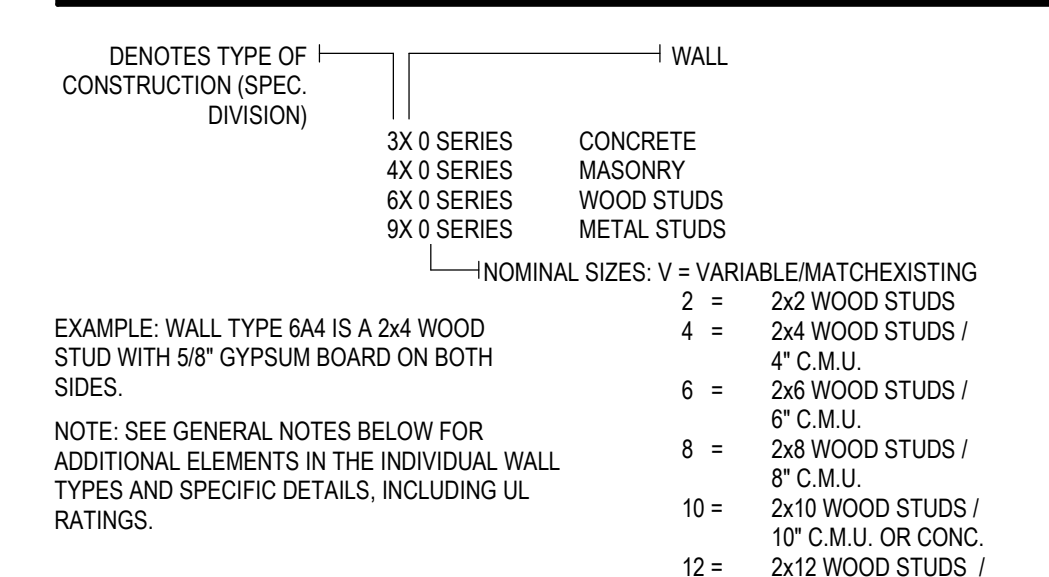 DENOTES TYPE OF
CONSTRUCTION (SPEC.
DIVISION)
WALL
3X 0 SERIES CONCRETE
4X 0 SERIES MASONRY
6X 0 SERIES WOOD STUDS
9X 0 SERIES METAL STUDS
NOMINAL SIZES: V = VARIABLE/MATCHEXISTING
2 = 2x2 WOOD STUDS
4 = 2x4 WOOD STUDS /
4" C.M.U.
6 = 2x6 WOOD STUDS /
6" C.M.U.
8 = 2x8 WOOD STUDS /
8" C.M.U.
10 = 2x10 WOOD STUDS /
10" C.M.U. OR CONC.
12 = 2x12 WOOD STUDS /
EXAMPLE: WALL TYPE 6A4 IS A 2x4 WOOD
STUD WITH 5/8" GYPSUM BOARD ON BOTH
SIDES.
NOTE: SEE GENERAL NOTES BELOW FOR
ADDITIONAL ELEMENTS IN THE INDIVIDUAL WALL
TYPES AND SPECIFIC DETAILS, INCLUDING UL
RATINGS.